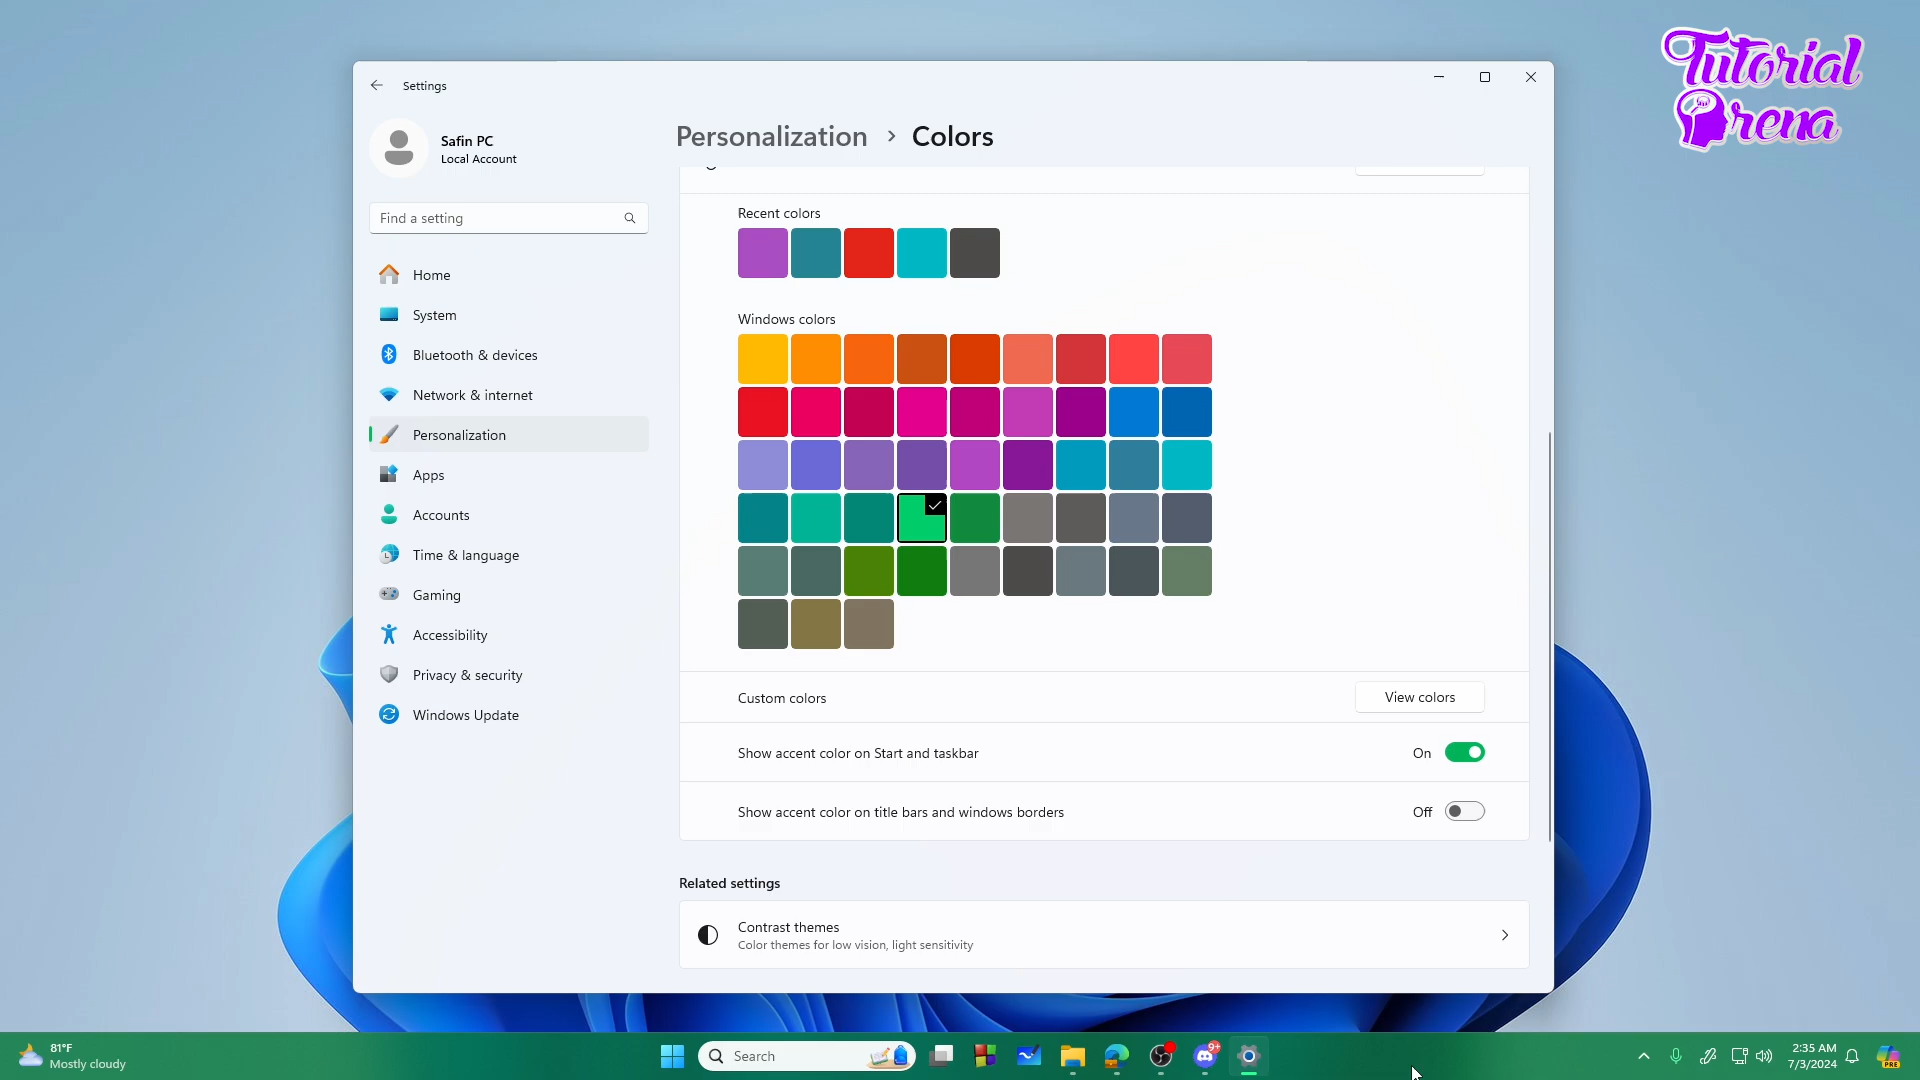 Tutorial
Arena
Settings
Safin PC
Local Account
Find a setting
Home
System
Bluetooth & devices
Network & internet
Personalization
Apps
Accounts
Time & language
Gaming
Accessibility
Privacy & security
Windows Update
Personalization > Colors
Recent colors
Windows colors
Custom colors
View colors
Show accent color on Start and taskbar
On
Show accent color on title bars and windows borders
Off
Related settings
Contrast themes
Color themes for low vision, light sensitivity
81°F
Mostly cloudy
Search
9+
2:35 AM
7/3/2024
PRE